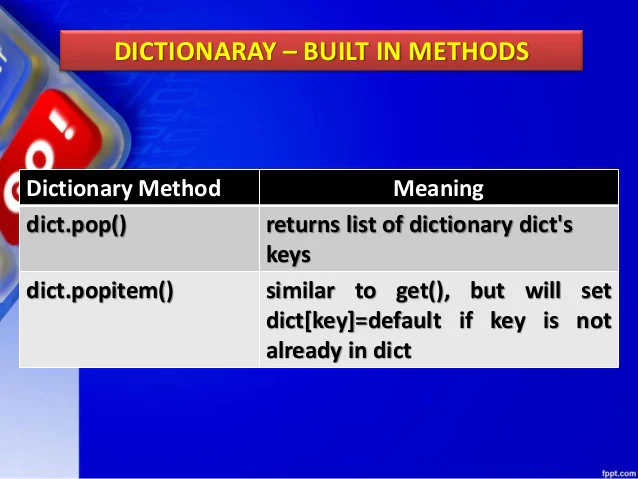 DICTIONARAY – BUILT IN METHODS
GO!
Dictionary Method Meaning
dict.pop() returns list of dictionary dict's
keys
dict.popitem() similar to get(), but will set
dict[key]=default if key is not
already in dict
fppt.com